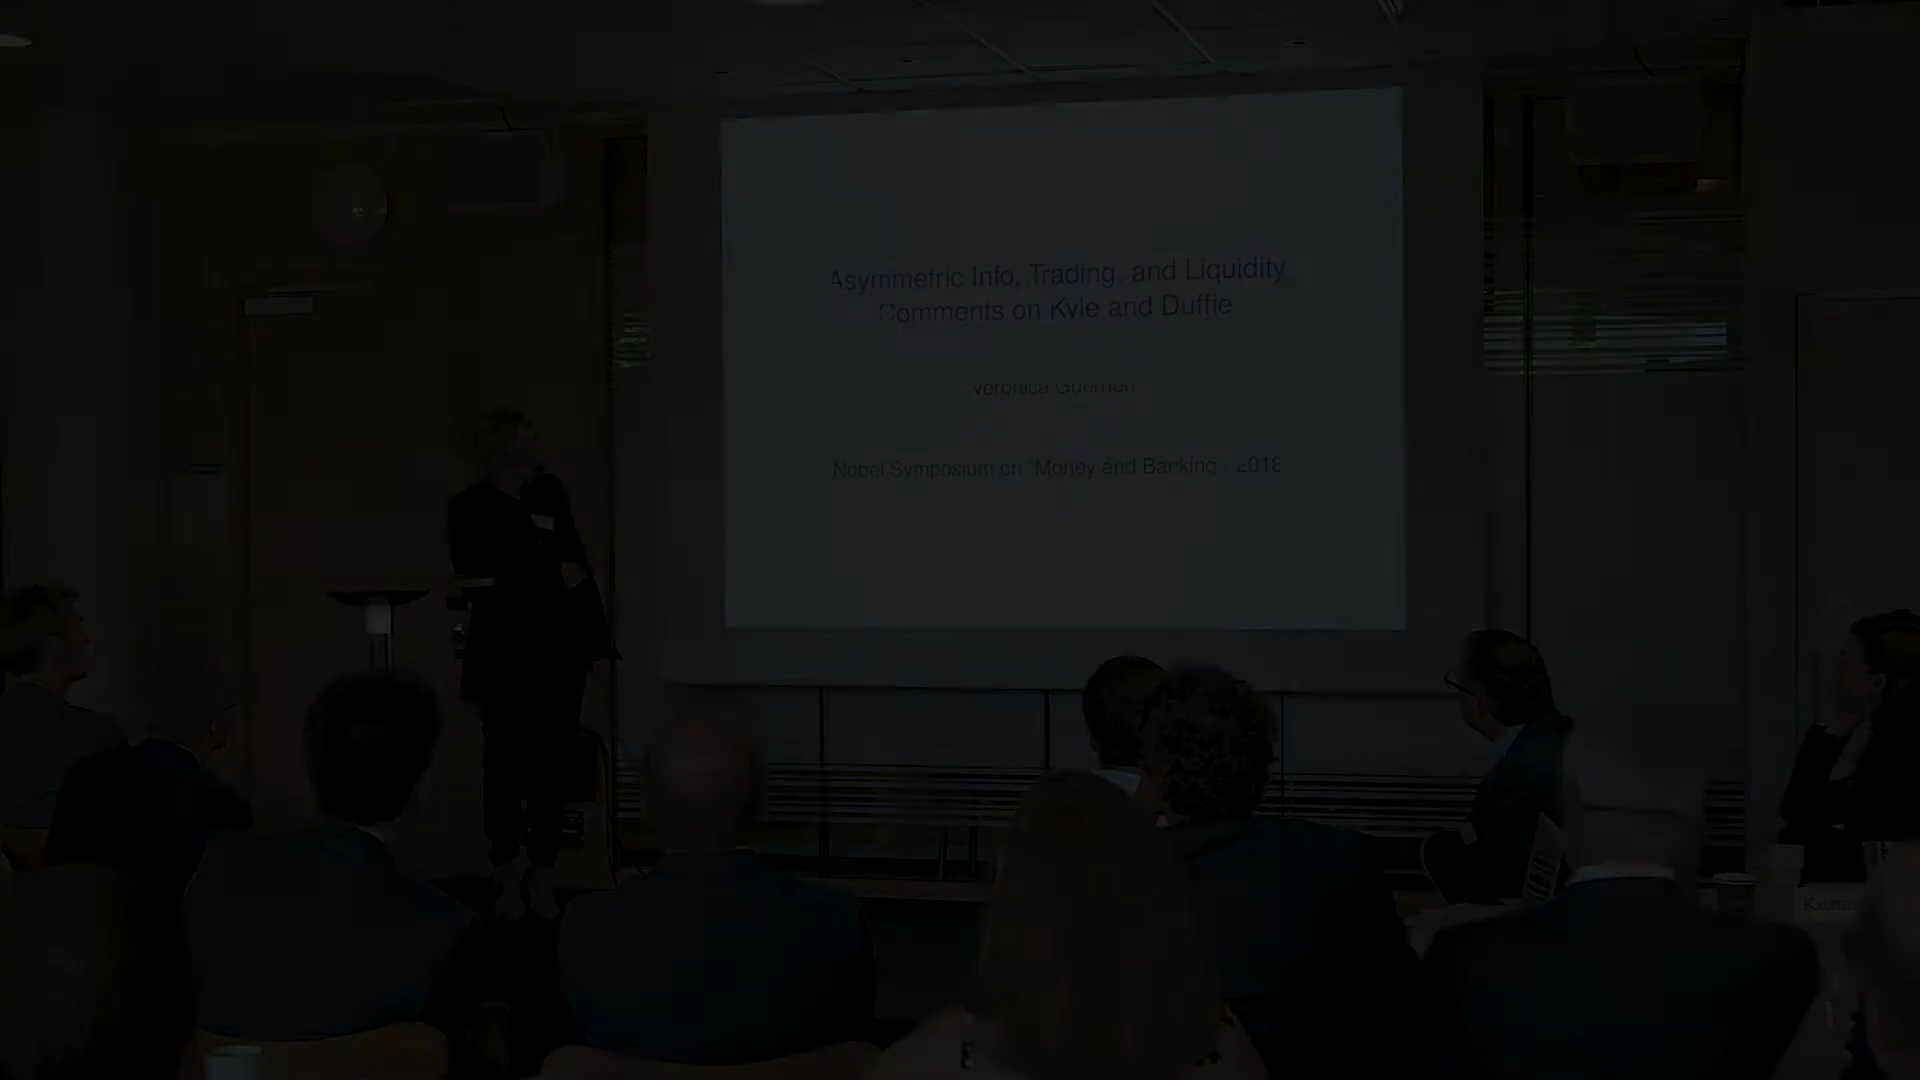 Asymmetric Info, Trading, and Liquidity
Comments on Kyle and Duffie
Veronica Guerrieri
Nobel Symposium on "Money and Banking", 2018